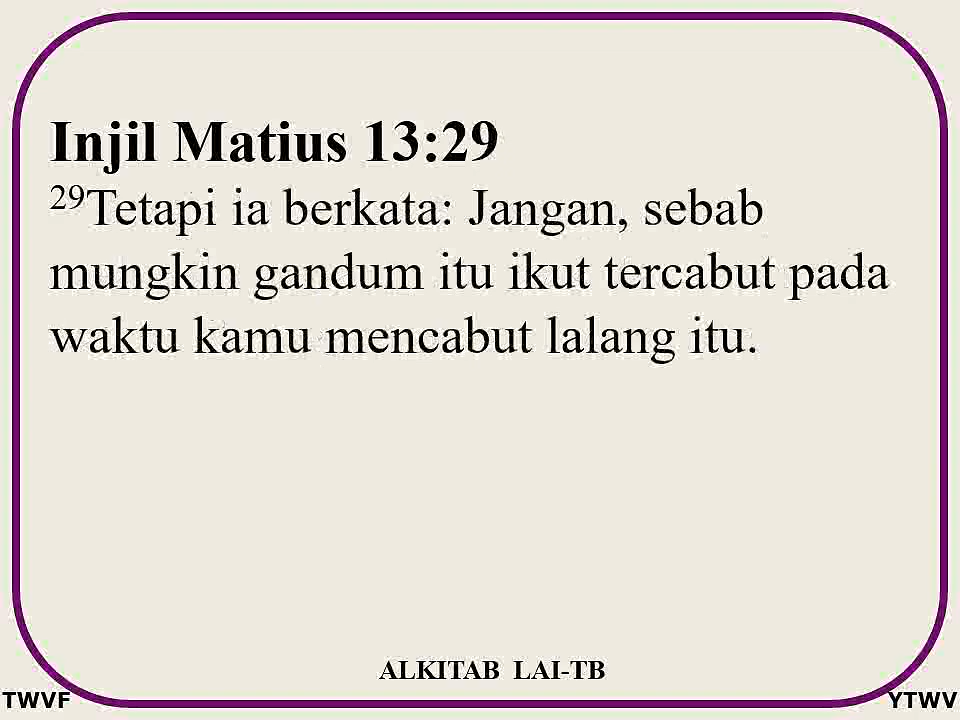 Injil Matius 13:29
29Tetapi ia berkata: Jangan, sebab
mungkin gandum itu ikut tercabut pada
waktu kamu mencabut lalang itu.
ALKITAB LAI-TB
TWVF
YTWV